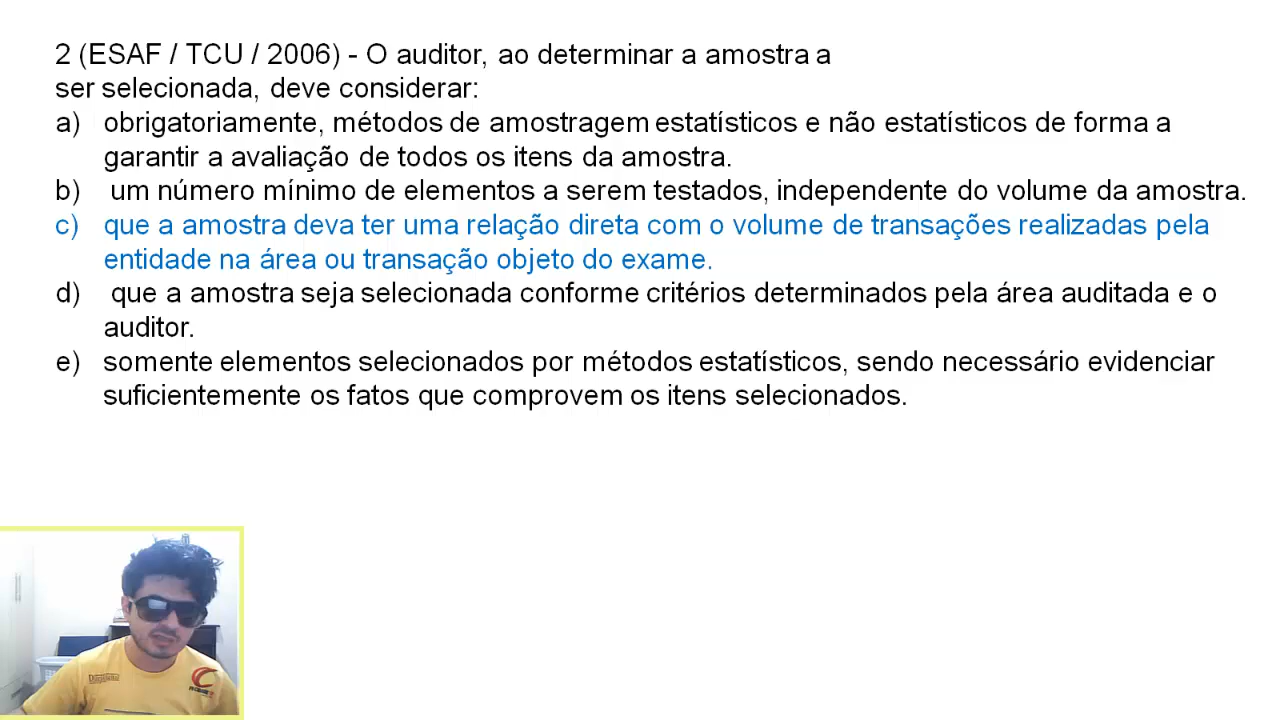 2 (ESAF / TCU / 2006) - O auditor, ao determinar a amostra a
ser selecionada, deve considerar:
a) obrigatoriamente, métodos de amostragem estatísticos e não estatísticos de forma a
garantir a avaliação de todos os itens da amostra.
b) um número mínimo de elementos a serem testados, independente do volume da amostra.
c) que a amostra deva ter uma relação direta com o volume de transações realizadas pela
entidade na área ou transação objeto do exame.
d) que a amostra seja selecionada conforme critérios determinados pela área auditada e o
auditor.
e) somente elementos selecionados por métodos estatísticos, sendo necessário evidenciar
suficientemente os fatos que comprovem os itens selecionados.